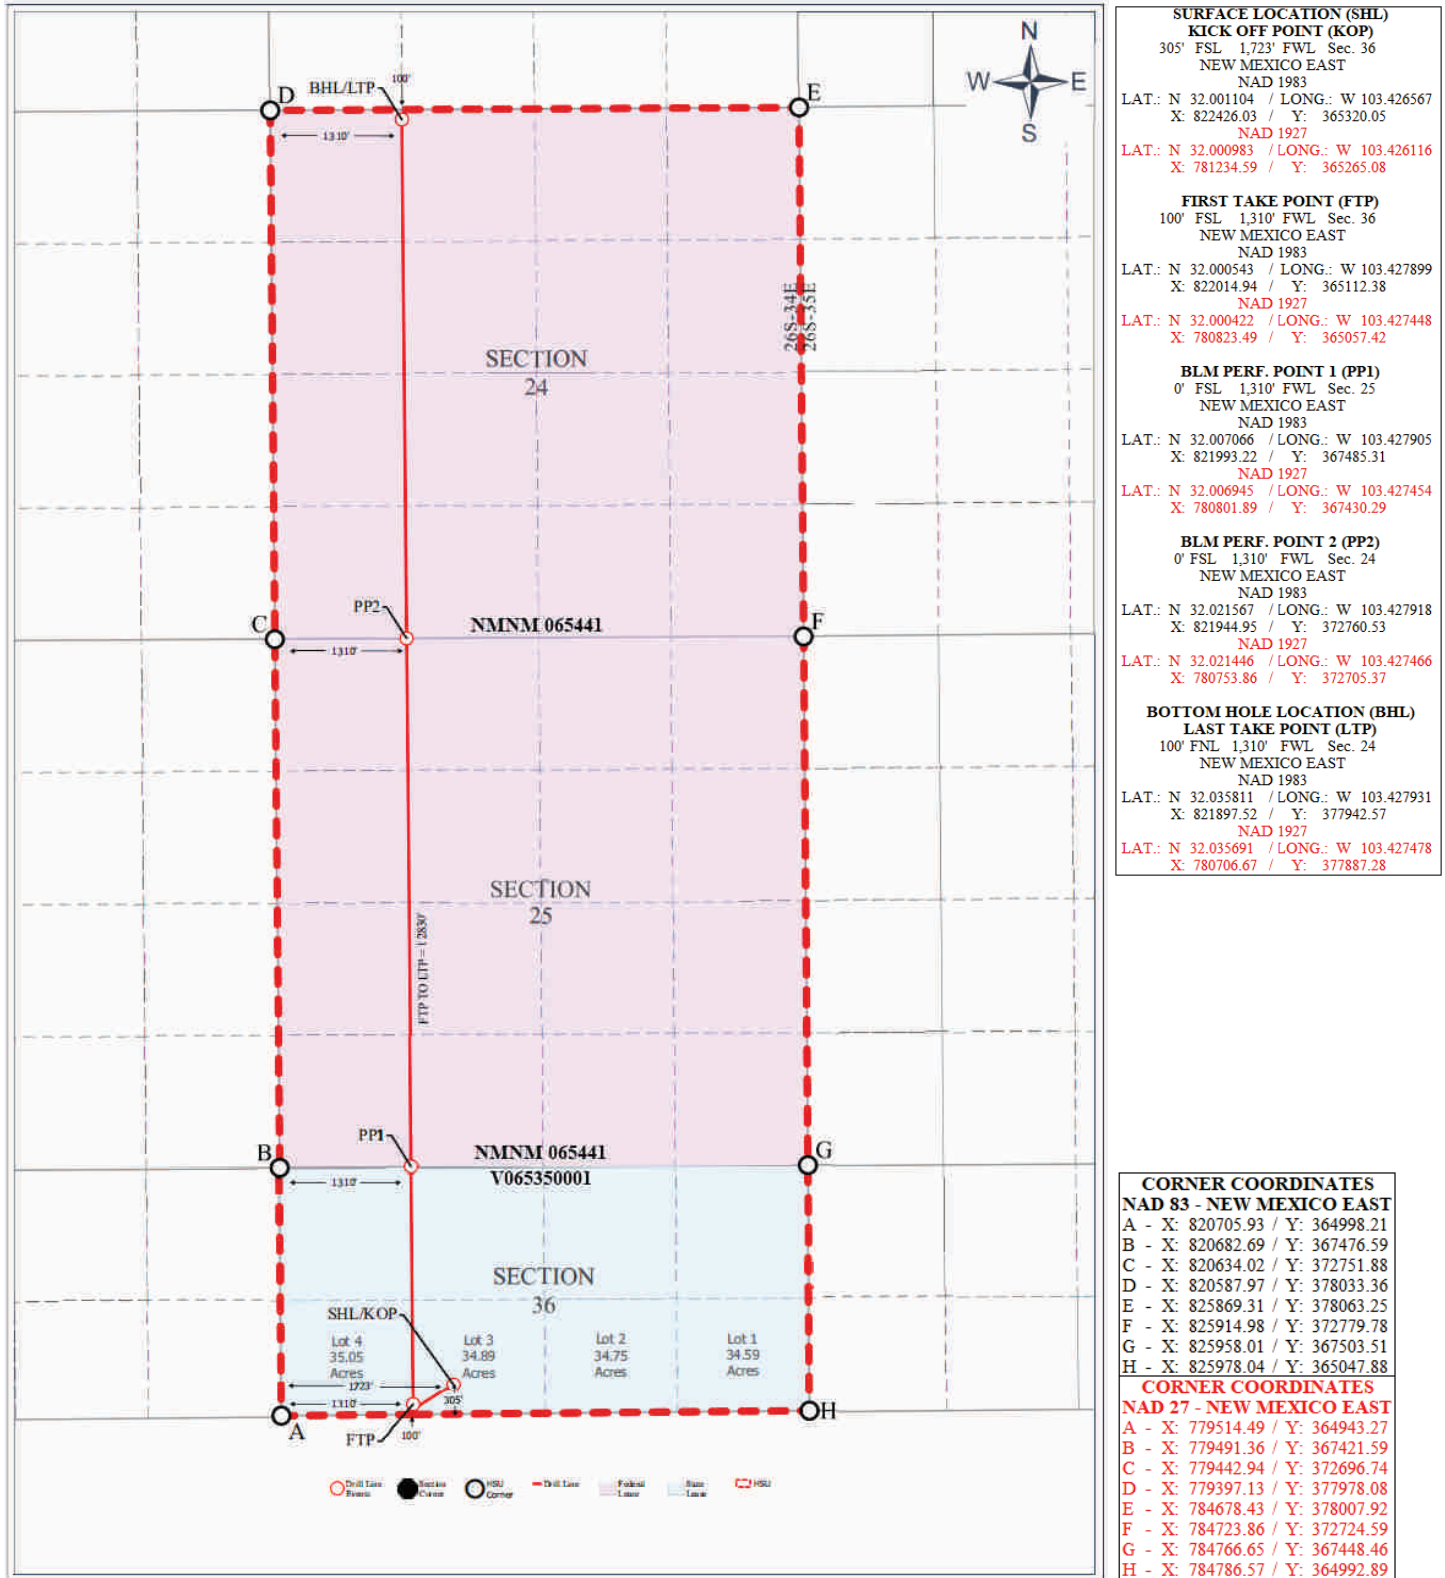 N
W E
S
D
BHL/LTP
100'
E
1310'
26S-34E
26S-35E
SECTION
24
PP2
C
NMNM 065441
F
1310'
SECTION
25
FTP TO LTP = 12830'
PP1
B
NMNM 065441
G
V065350001
1310'
SECTION
36
SHL/KOP
Lot 4
35.05
Acres
Lot 3
34.89
Acres
Lot 2
34.75
Acres
Lot 1
34.59
Acres
1723'
1310'
305'
A
FTP
100'
H
Drill Line
Events
Section
Corner
HSU
Corner
Drill Line
Federal
Lease
State
Lease
HSU
SURFACE LOCATION (SHL)
KICK OFF POINT (KOP)
305' FSL 1,723' FWL Sec. 36
NEW MEXICO EAST
NAD 1983
LAT.: N 32.001104 / LONG.: W 103.426567
X: 822426.03 / Y: 365320.05
NAD 1927
LAT.: N 32.000983 / LONG.: W 103.426116
X: 781234.59 / Y: 365265.08
FIRST TAKE POINT (FTP)
100' FSL 1,310' FWL Sec. 36
NEW MEXICO EAST
NAD 1983
LAT.: N 32.000543 / LONG.: W 103.427899
X: 822014.94 / Y: 365112.38
NAD 1927
LAT.: N 32.000422 / LONG.: W 103.427448
X: 780823.49 / Y: 365057.42
BLM PERF. POINT 1 (PP1)
0' FSL 1,310' FWL Sec. 25
NEW MEXICO EAST
NAD 1983
LAT.: N 32.007066 / LONG.: W 103.427905
X: 821993.22 / Y: 367485.31
NAD 1927
LAT.: N 32.006945 / LONG.: W 103.427454
X: 780801.89 / Y: 367430.29
BLM PERF. POINT 2 (PP2)
0' FSL 1,310' FWL Sec. 24
NEW MEXICO EAST
NAD 1983
LAT.: N 32.021567 / LONG.: W 103.427918
X: 821944.95 / Y: 372760.53
NAD 1927
LAT.: N 32.021446 / LONG.: W 103.427466
X: 780753.86 / Y: 372705.37
BOTTOM HOLE LOCATION (BHL)
LAST TAKE POINT (LTP)
100' FNL 1,310' FWL Sec. 24
NEW MEXICO EAST
NAD 1983
LAT.: N 32.035811 / LONG.: W 103.427931
X: 821897.52 / Y: 377942.57
NAD 1927
LAT.: N 32.035691 / LONG.: W 103.427478
X: 780706.67 / Y: 377887.28
CORNER COORDINATES
NAD 83 - NEW MEXICO EAST
A - X: 820705.93 / Y: 364998.21
B - X: 820682.69 / Y: 367476.59
C - X: 820634.02 / Y: 372751.88
D - X: 820587.97 / Y: 378033.36
E - X: 825869.31 / Y: 378063.25
F - X: 825914.98 / Y: 372779.78
G - X: 825958.01 / Y: 367503.51
H - X: 825978.04 / Y: 365047.88
CORNER COORDINATES
NAD 27 - NEW MEXICO EAST
A - X: 779514.49 / Y: 364943.27
B - X: 779491.36 / Y: 367421.59
C - X: 779442.94 / Y: 372696.74
D - X: 779397.13 / Y: 377978.08
E - X: 784678.43 / Y: 378007.92
F - X: 784723.86 / Y: 372724.59
G - X: 784766.65 / Y: 367448.46
H - X: 784786.57 / Y: 364992.89